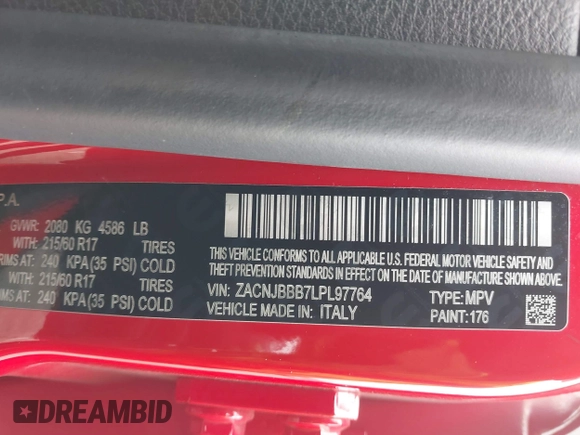 P.A.
GVWR: 2080 KG 4586 LB
WITH: 215/60 R17 TIRES
RIMS AT: 240 KPA(35 PSI) COLD
WITH: 215/60 R17 TIRES
RIMS AT: 240 KPA(35 PSI) COLD
THIS VEHICLE CONFORMS TO ALL APPLICABLE U.S. FEDERAL MOTOR VEHICLE SAFETY AND
THEFT PREVENTION STANDARDS IN EFFECT ON THE DATE OF MANUFACTURE SHOWN ABOVE.
VIN: ZACNJBBB7LPL97764 TYPE: MPV
VEHICLE MADE IN: ITALY PAINT: 176
DREAMBID